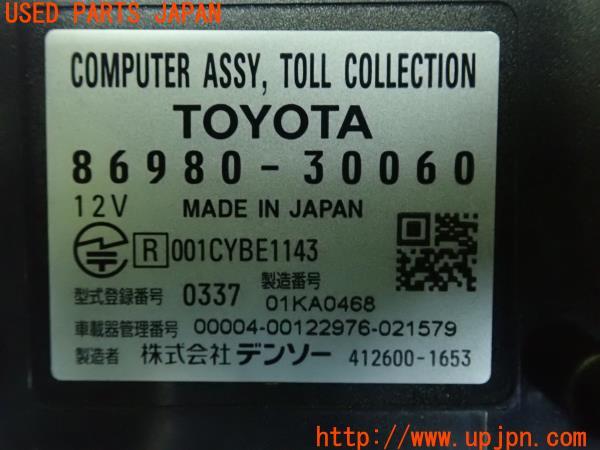 USED PARTS JAPAN
COMPUTER ASSY, TOLL COLLECTION
TOYOTA
86980-30060
12V MADE IN JAPAN
R 001CYBE1143
型式登録番号 0337 製造番号 01KA0468
車載器管理番号 00004-00122976-021579
製造者 株式会社デンソー 412600-1653
http://www.upjpn.com/